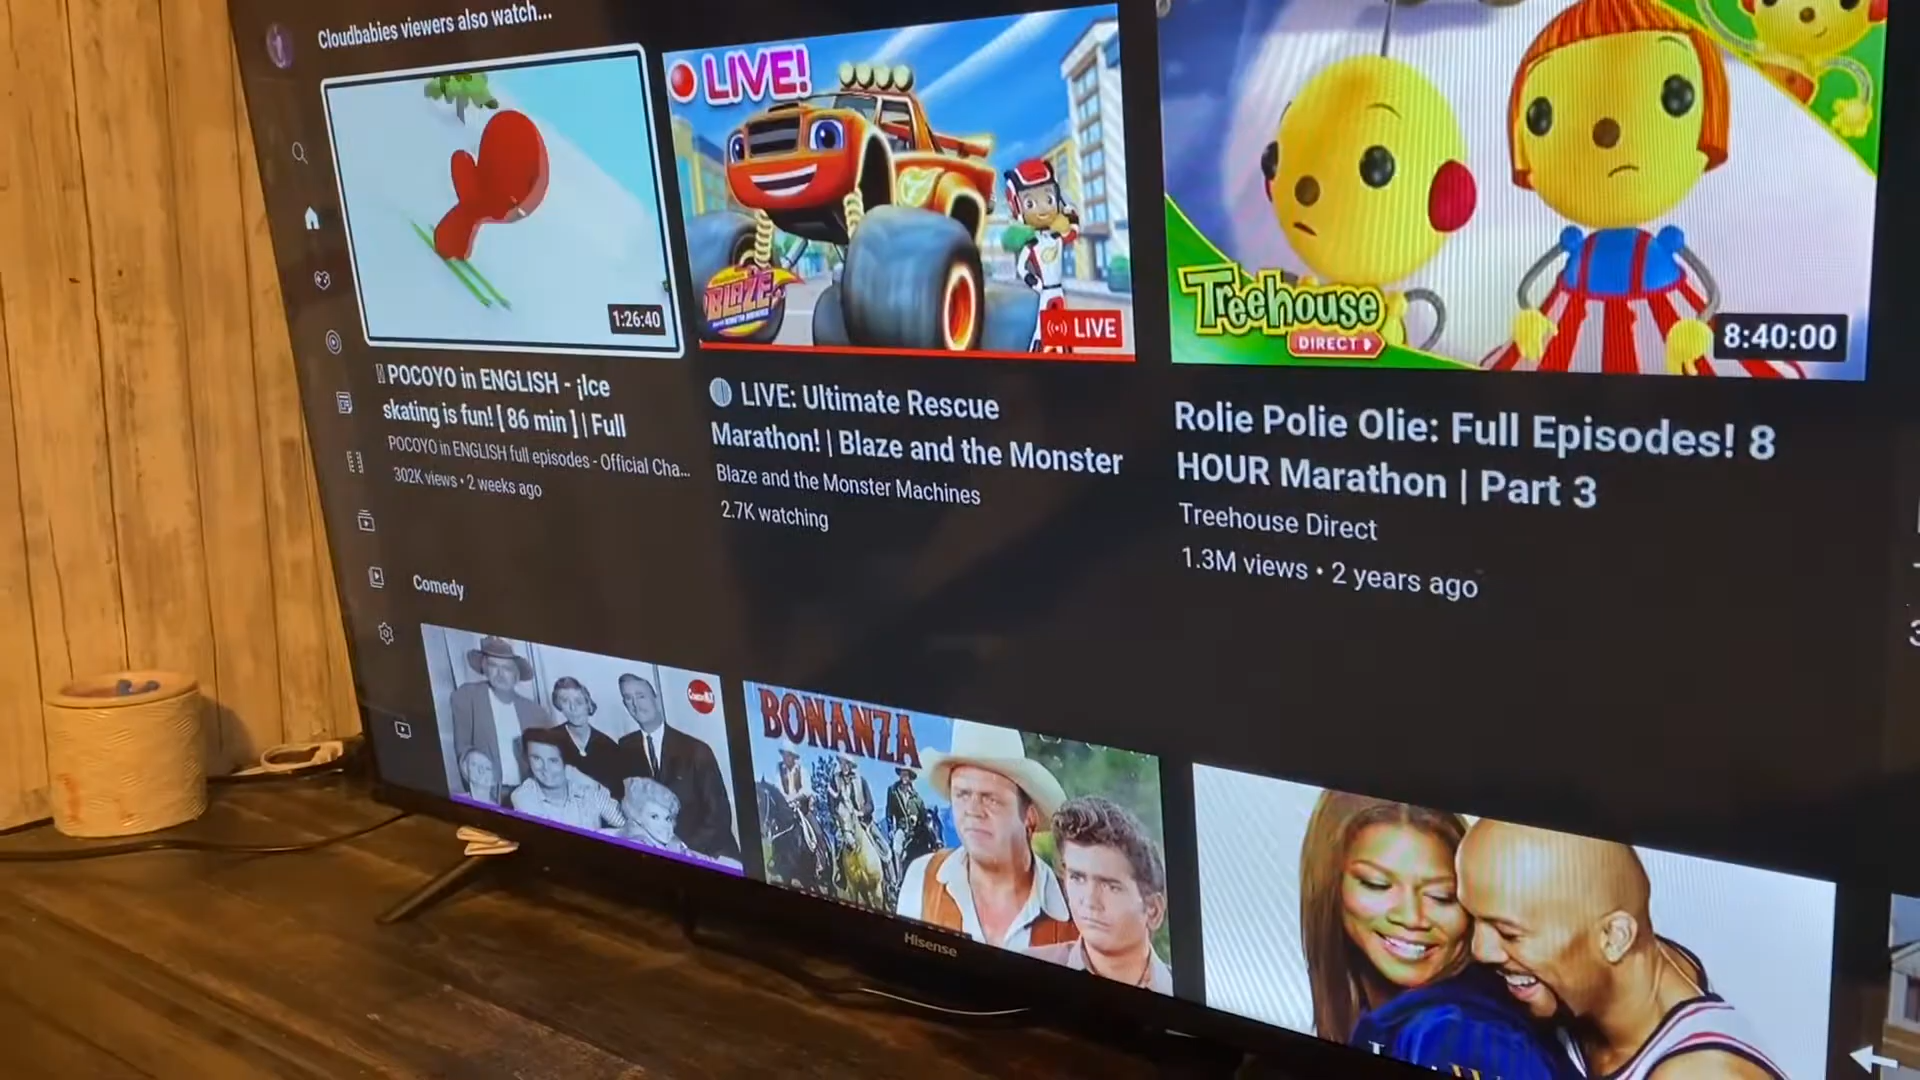 Cloudbabies viewers also watch...
LIVE!
BLAZE
LIVE
1:26:40
Treehouse
DIRECT
8:40:00
POCOYO in ENGLISH - ¡Ice
skating is fun! [ 86 min ] | Full
POCOYO in ENGLISH full episodes - Official Cha...
302K views • 2 weeks ago
LIVE: Ultimate Rescue
Marathon! | Blaze and the Monster
Blaze and the Monster Machines
2.7K watching
Rolie Polie Olie: Full Episodes! 8
HOUR Marathon | Part 3
Treehouse Direct
1.3M views • 2 years ago
Comedy
BONANZA
Hisense